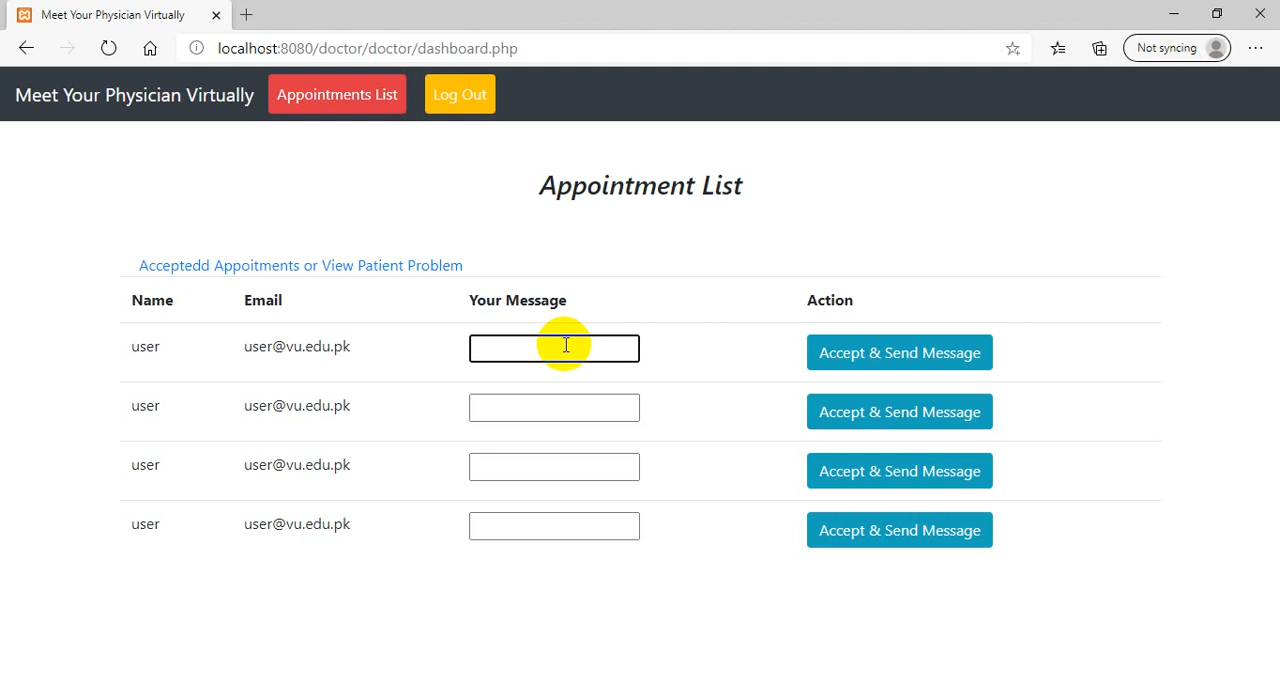 Meet Your Physician Virtually
localhost:8080/doctor/doctor/dashboard.php
Not syncing
Meet Your Physician Virtually Appointments List Log Out
Appointment List
Acceptedd Appoitments or View Patient Problem
Name Email Your Message Action
user user@vu.edu.pk Accept & Send Message
user user@vu.edu.pk Accept & Send Message
user user@vu.edu.pk Accept & Send Message
user user@vu.edu.pk Accept & Send Message